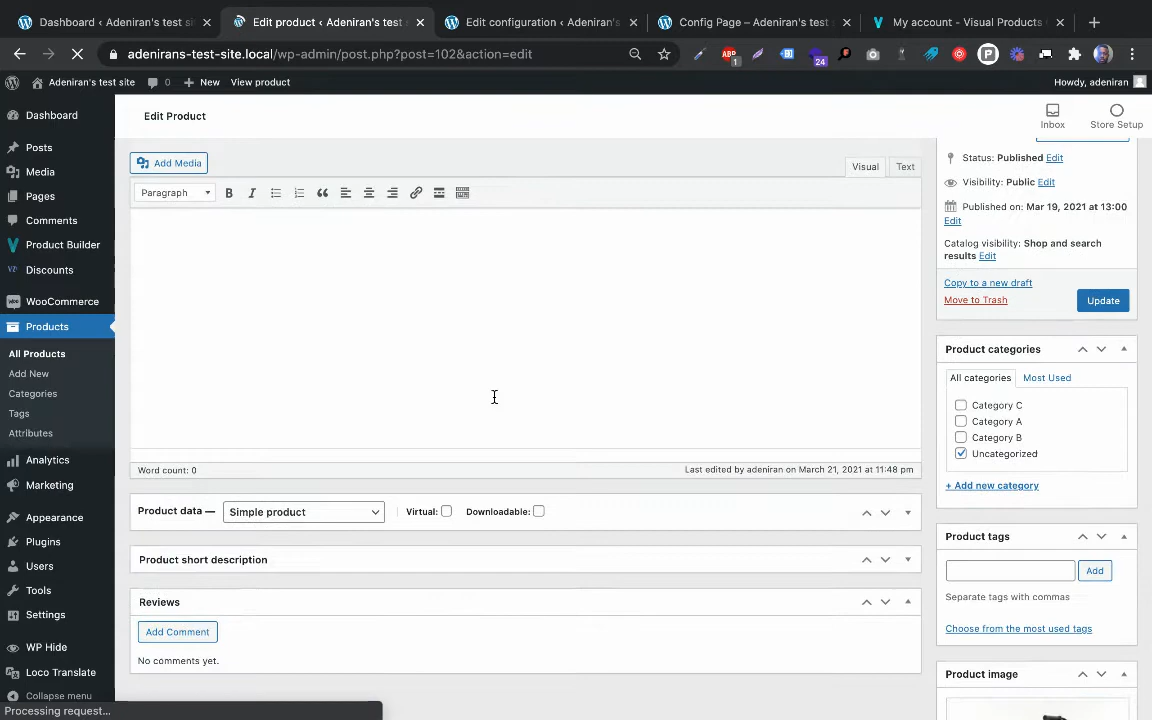 Dashboard ‹ Adeniran's test sit
Edit product ‹ Adeniran's test :
Edit configuration ‹ Adeniran's
Config Page – Adeniran's test
My account - Visual Products
adenirans-test-site.local/wp-admin/post.php?post=102&action=edit
1
24
Adeniran's test site
0
New
View product
Howdy, adeniran
Dashboard
Posts
Media
Pages
Comments
Product Builder
Discounts
WooCommerce
Products
All Products
Add New
Categories
Tags
Attributes
Analytics
Marketing
Appearance
Plugins
Users
Tools
Settings
WP Hide
Loco Translate
Collapse menu
Processing request...
Edit Product
Inbox
Store Setup
Add Media
Visual
Text
Paragraph
Word count: 0
Last edited by adeniran on March 21, 2021 at 11:48 pm
Product data —
Simple product
Virtual:
Downloadable:
Product short description
Reviews
Add Comment
No comments yet.
Status: Published Edit
Visibility: Public Edit
Published on: Mar 19, 2021 at 13:00
Edit
Catalog visibility: Shop and search
results Edit
Copy to a new draft
Move to Trash
Update
Product categories
All categories
Most Used
Category C
Category A
Category B
Uncategorized
+ Add new category
Product tags
Add
Separate tags with commas
Choose from the most used tags
Product image